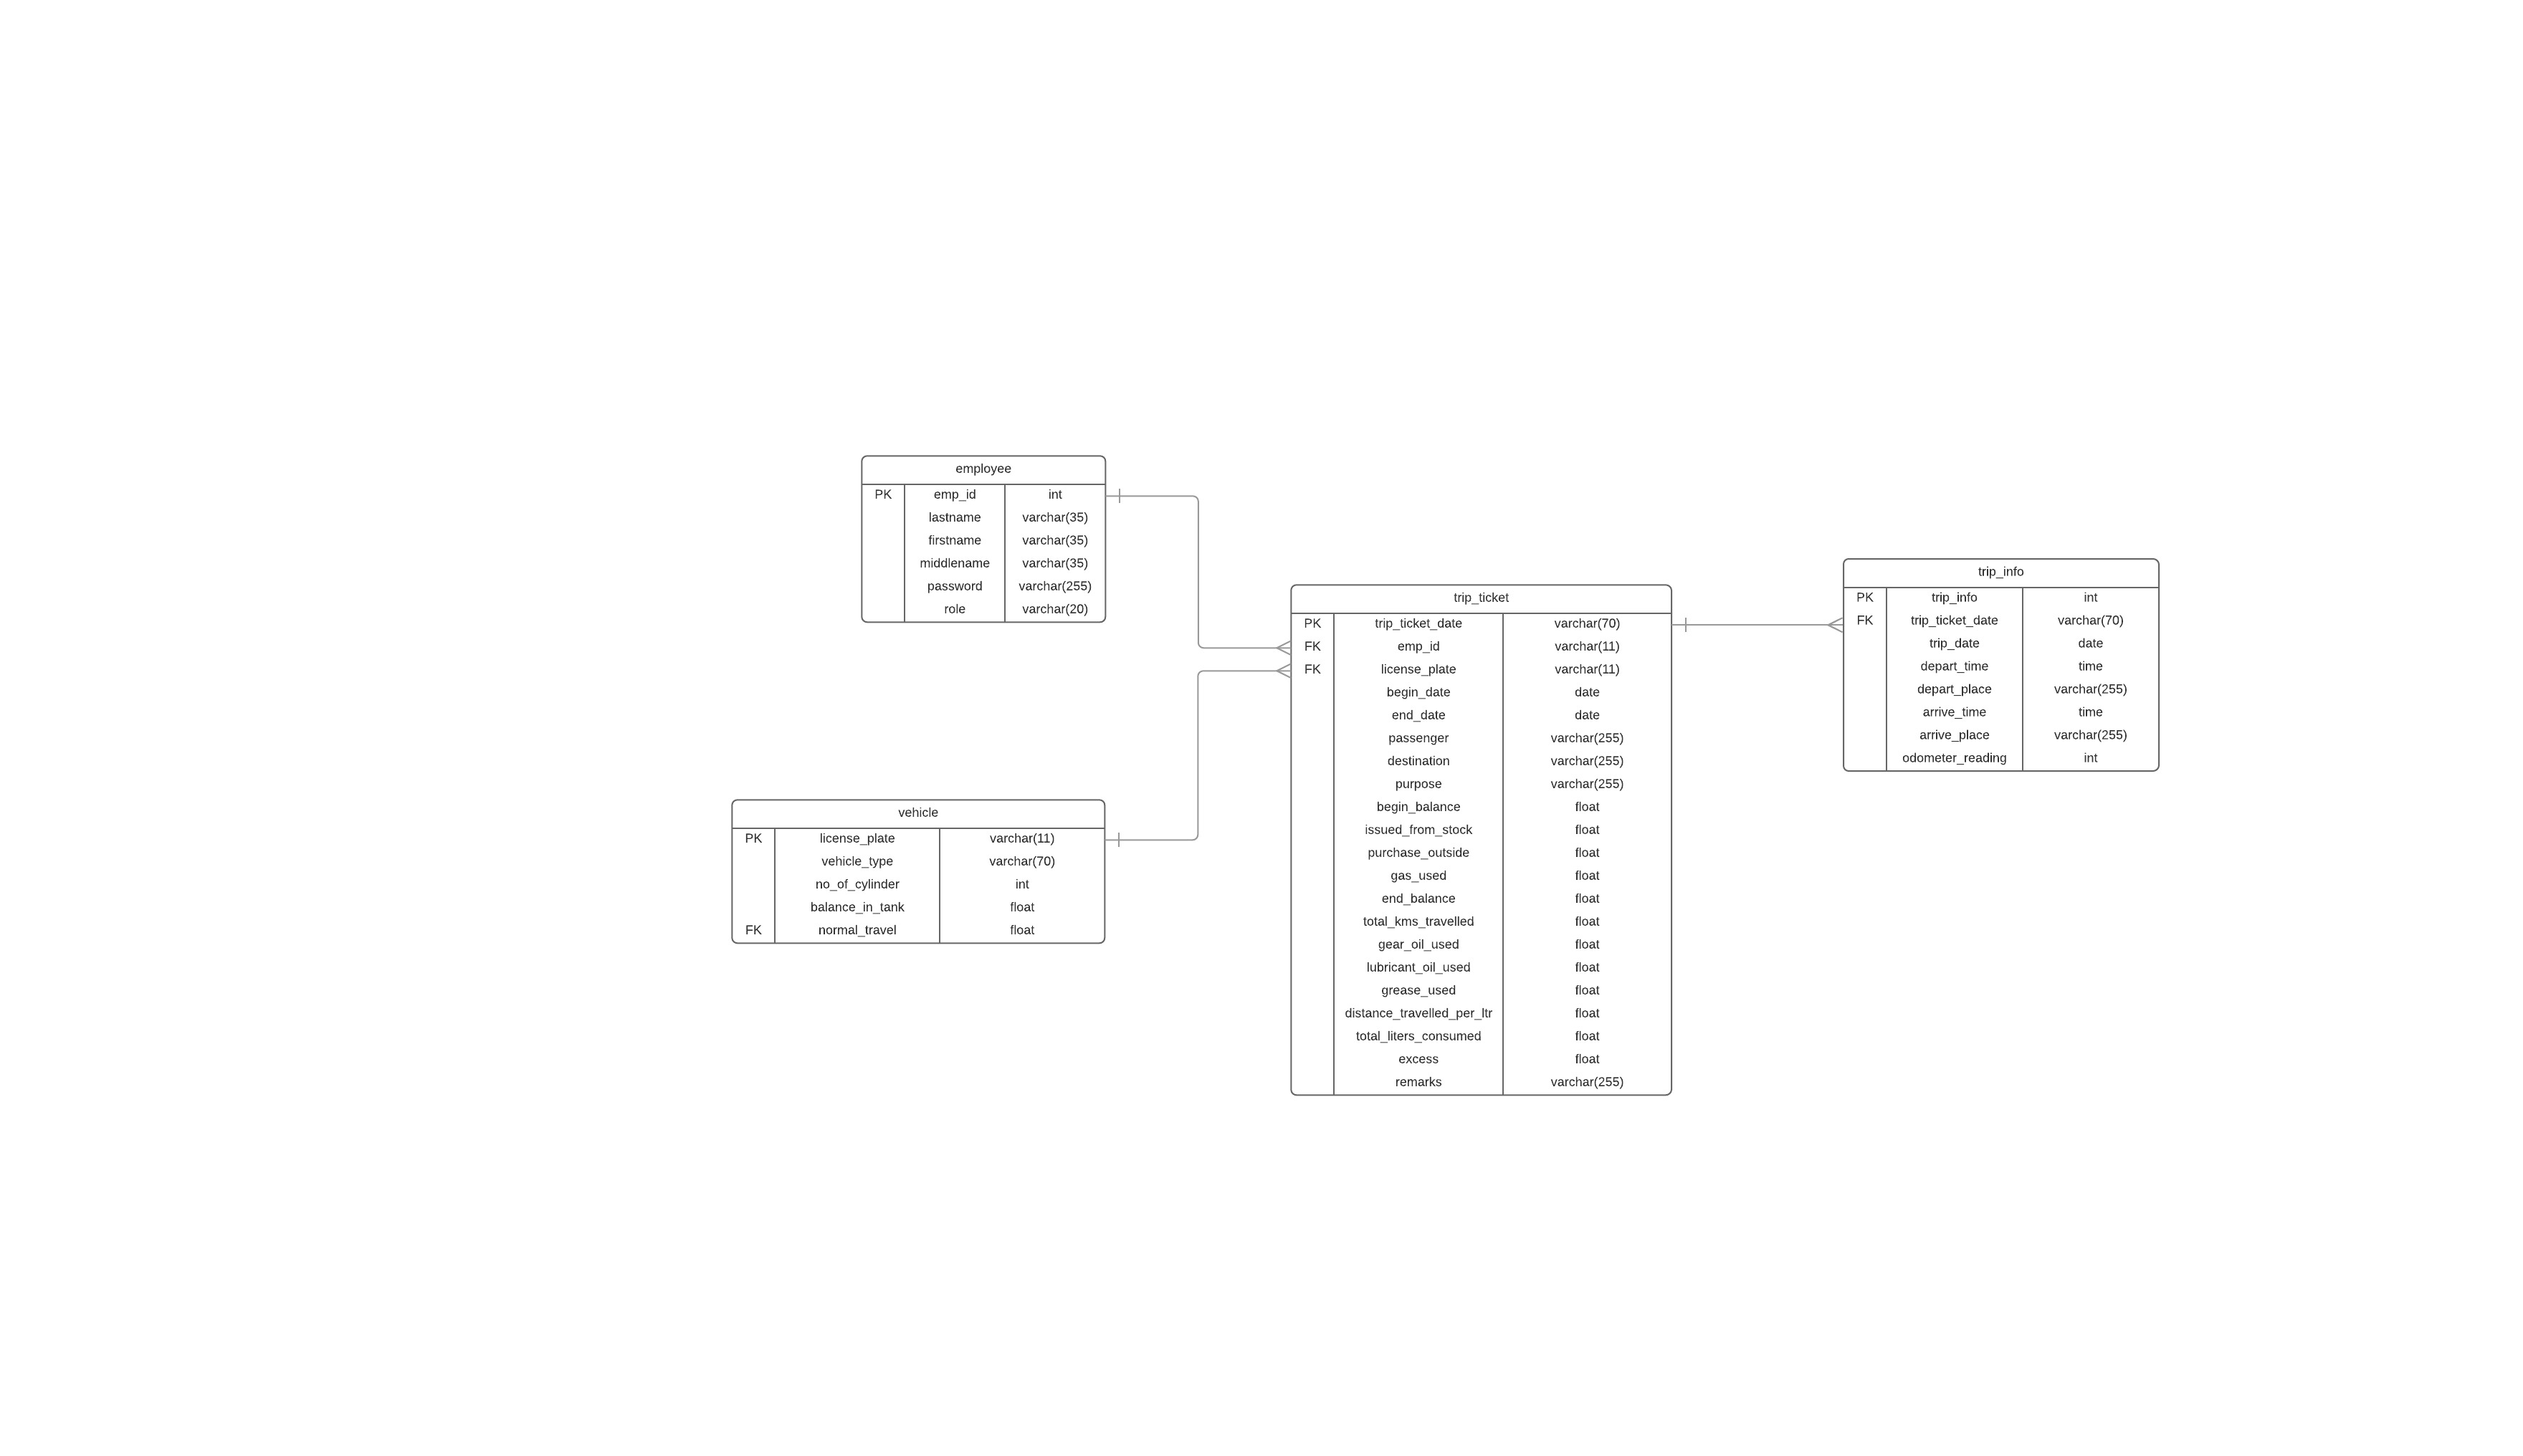 employee
PK emp_id int
lastname varchar(35)
firstname varchar(35)
middlename varchar(35)
password varchar(255)
role varchar(20)
vehicle
PK license_plate varchar(11)
vehicle_type varchar(70)
no_of_cylinder int
balance_in_tank float
FK normal_travel float
trip_ticket
PK trip_ticket_date varchar(70)
FK emp_id varchar(11)
FK license_plate varchar(11)
begin_date date
end_date date
passenger varchar(255)
destination varchar(255)
purpose varchar(255)
begin_balance float
issued_from_stock float
purchase_outside float
gas_used float
end_balance float
total_kms_travelled float
gear_oil_used float
lubricant_oil_used float
grease_used float
distance_travelled_per_ltr float
total_liters_consumed float
excess float
remarks varchar(255)
trip_info
PK trip_info int
FK trip_ticket_date varchar(70)
trip_date date
depart_time time
depart_place varchar(255)
arrive_time time
arrive_place varchar(255)
odometer_reading int